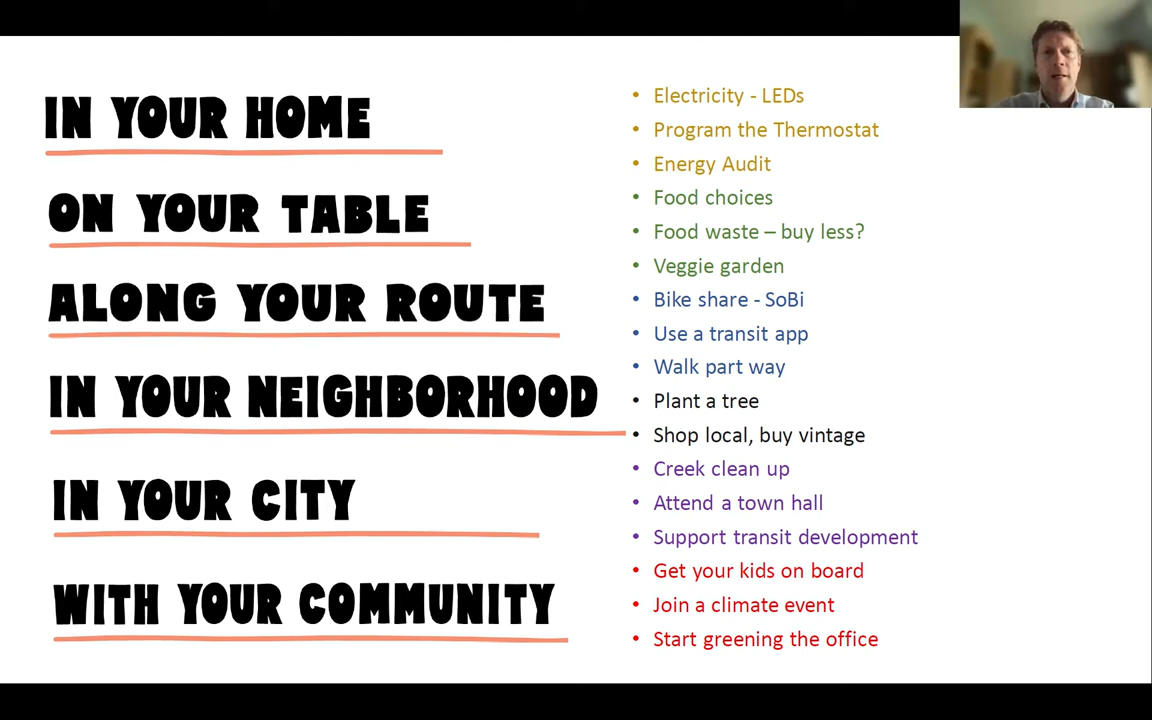 IN YOUR HOME
ON YOUR TABLE
ALONG YOUR ROUTE
IN YOUR NEIGHBORHOOD
IN YOUR CITY
WITH YOUR COMMUNITY
• Electricity - LEDs
• Program the Thermostat
• Energy Audit
• Food choices
• Food waste – buy less?
• Veggie garden
• Bike share - SoBi
• Use a transit app
• Walk part way
• Plant a tree
• Shop local, buy vintage
• Creek clean up
• Attend a town hall
• Support transit development
• Get your kids on board
• Join a climate event
• Start greening the office